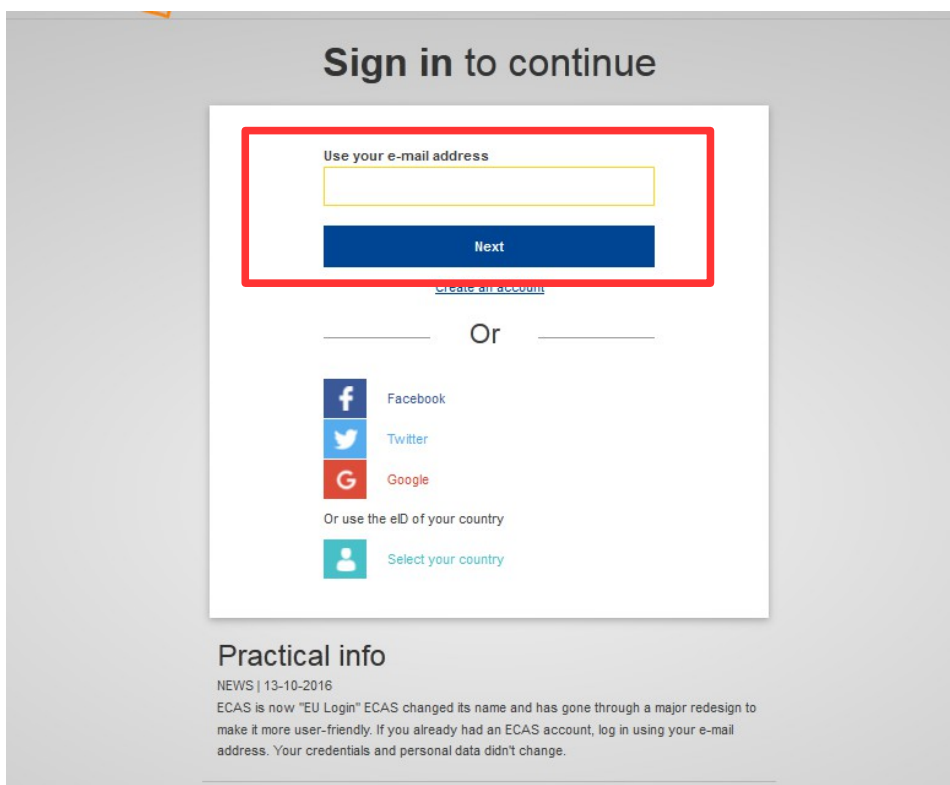 Sign in to continue
Use your e-mail address
Next
Create an account
Or
Facebook
Twitter
Google
Or use the eID of your country
Select your country
Practical info
NEWS | 13-10-2016
ECAS is now "EU Login" ECAS changed its name and has gone through a major redesign to
make it more user-friendly. If you already had an ECAS account, log in using your e-mail
address. Your credentials and personal data didn't change.